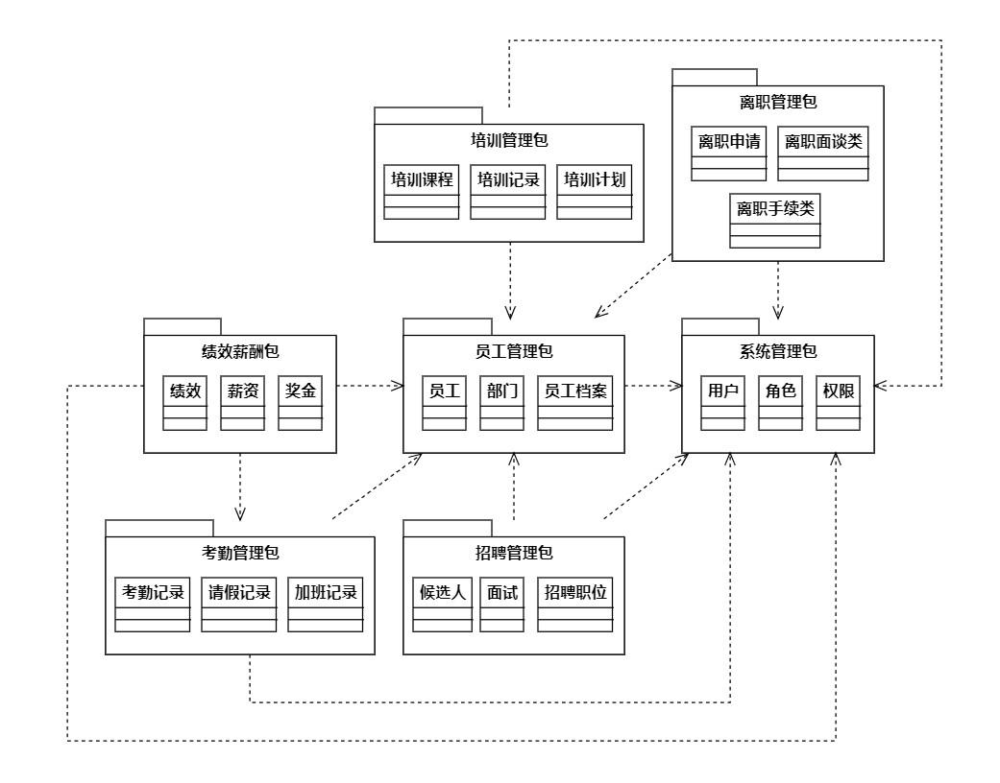 离职管理包
离职申请
离职面谈类
离职手续类
培训管理包
培训课程
培训记录
培训计划
绩效薪酬包
绩效
薪资
奖金
员工管理包
员工
部门
员工档案
系统管理包
用户
角色
权限
考勤管理包
考勤记录
请假记录
加班记录
招聘管理包
候选人
面试
招聘职位